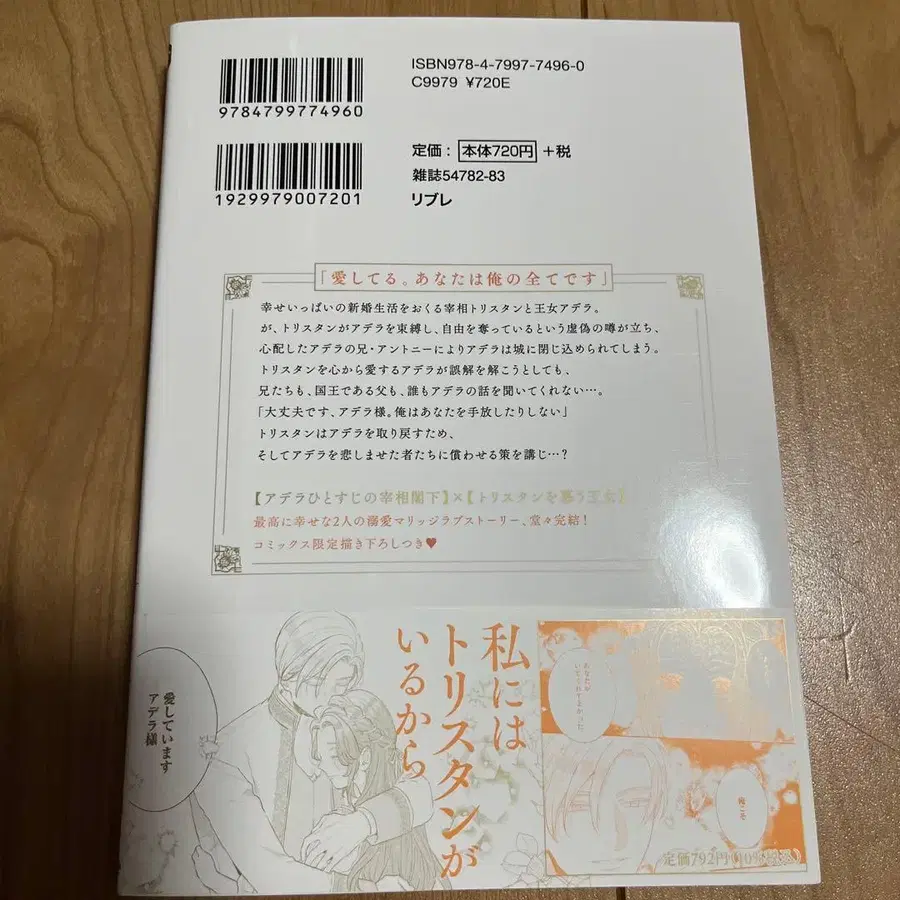 ISBN978-4-7997-7496-0
C9979 ¥720E
9784799774960
定価：本体720円＋税
雑誌54782-83
1929979007201
リブレ
「愛してる。あなたは俺の全てです」
幸せいっぱいの新婚生活をおくる宰相トリスタンと王女アデラ。
が、トリスタンがアデラを束縛し、自由を奪っているという虚偽の噂が立ち、
心配したアデラの兄・アントニーによりアデラは城に閉じ込められてしまう。
トリスタンを心から愛するアデラが誤解を解こうとしても、
兄たちも、国王である父も、誰もアデラの話を聞いてくれない…。
「大丈夫です、アデラ様。俺はあなたを手放したりしない」
トリスタンはアデラを取り戻すため、
そしてアデラを悲しませた者たちに償わせる策を講じ…？
【アデラひとすじの宰相閣下】×【トリスタンを慕う王女】
最高に幸せな2人の溺愛マリッジラブストーリー、堂々完結！
コミックス限定描き下ろしつき♥
私には
トリスタンが
いるから
愛しています
アデラ様
あなたが
いてくれてよかった
俺こそ
定価792円（10%税込）